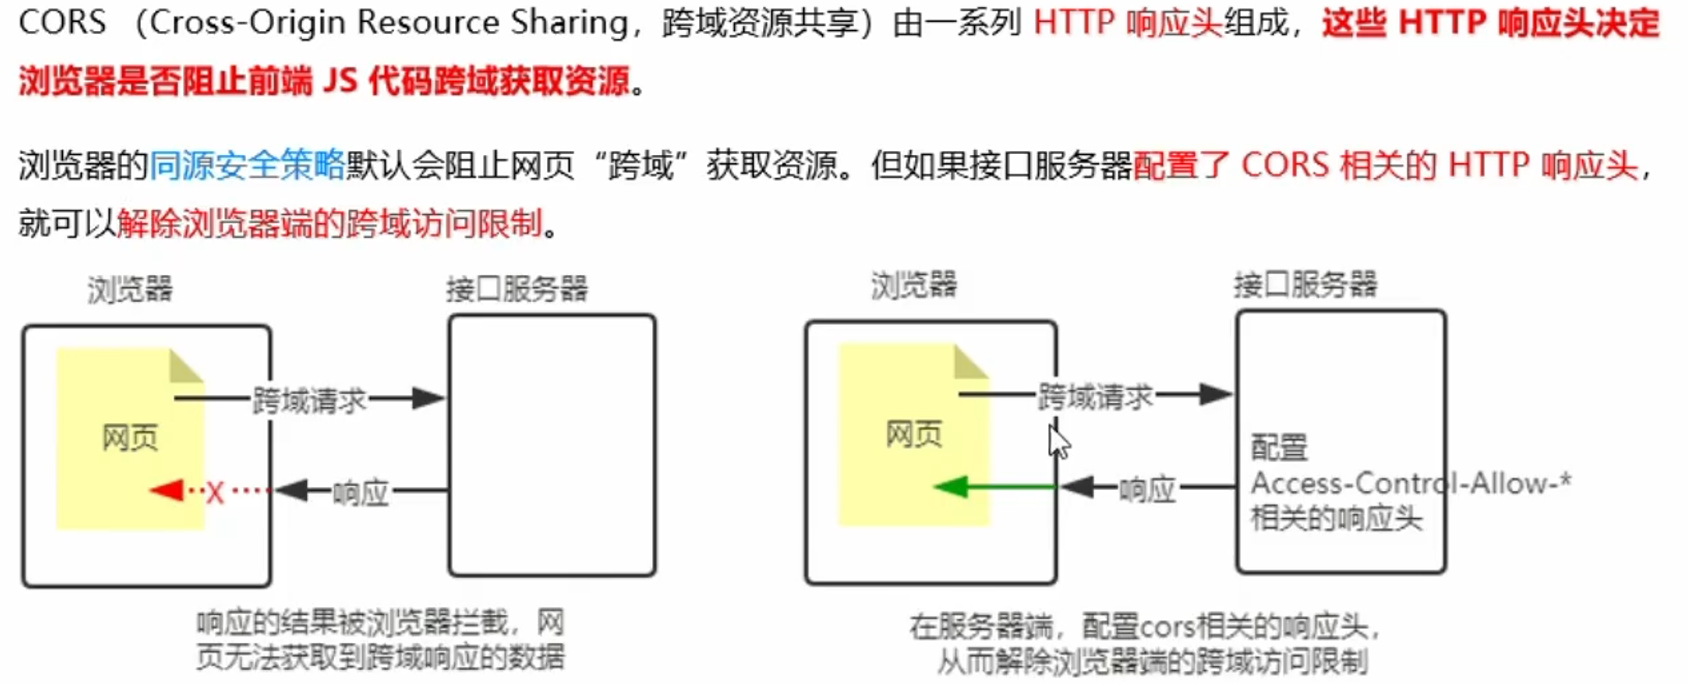 CORS （Cross-Origin Resource Sharing，跨域资源共享）由一系列 HTTP 响应头组成，这些 HTTP 响应头决定
浏览器是否阻止前端 JS 代码跨域获取资源。
浏览器的同源安全策略默认会阻止网页“跨域”获取资源。但如果接口服务器配置了 CORS 相关的 HTTP 响应头，
就可以解除浏览器端的跨域访问限制。
浏览器
接口服务器
跨域请求
网页
X
响应
响应的结果被浏览器拦截，网
页无法获取到跨域响应的数据
浏览器
接口服务器
跨域请求
网页
响应
配置
Access-Control-Allow-*
相关的响应头
在服务器端，配置cors相关的响应头，
从而解除浏览器端的跨域访问限制